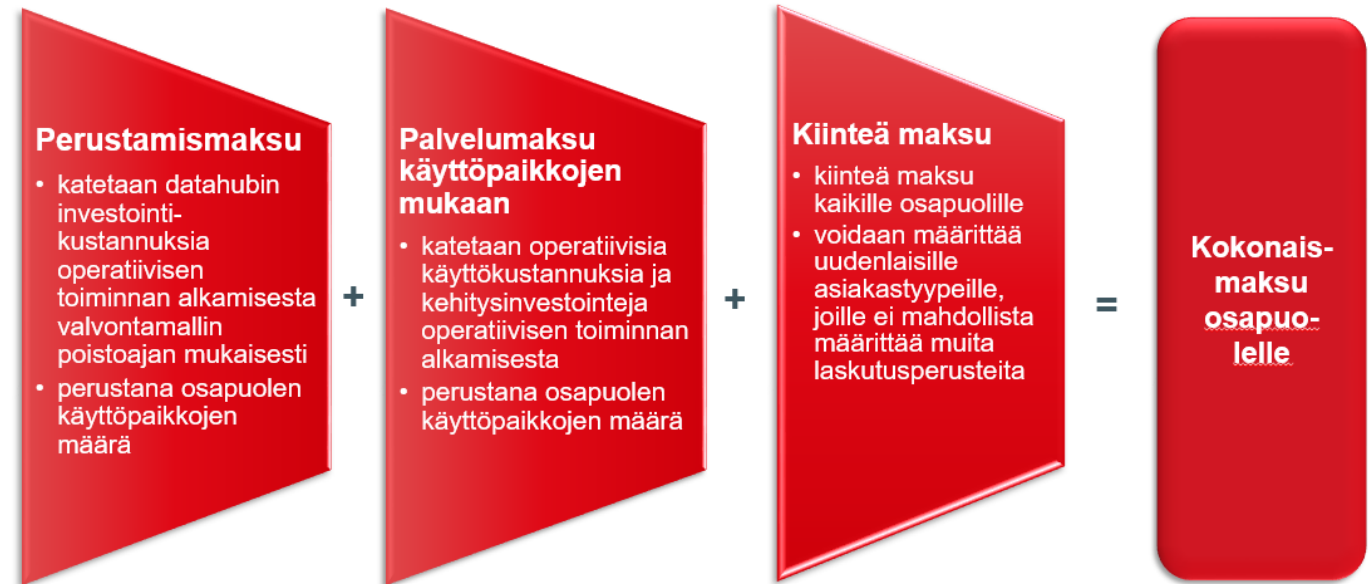 Perustamismaksu
• katetaan datahubin
investointi-
kustannuksia
operatiivisen
toiminnan alkamisesta
valvontamallin
poistoajan mukaisesti
• perustana osapuolen
käyttöpaikkojen
määrä
+
Palvelumaksu
käyttöpaikkojen
mukaan
• katetaan operatiivisia
käyttökustannuksia ja
kehitysinvestointeja
operatiivisen toiminnan
alkamisesta
• perustana osapuolen
käyttöpaikkojen määrä
+
Kiinteä maksu
• kiinteä maksu
kaikille osapuolille
• voidaan määrittää
uudenlaisille
asiakastyypeille,
joille ei mahdollista
määrittää muita
laskutusperusteita
=
Kokonais-
maksu
osapuo-
lelle